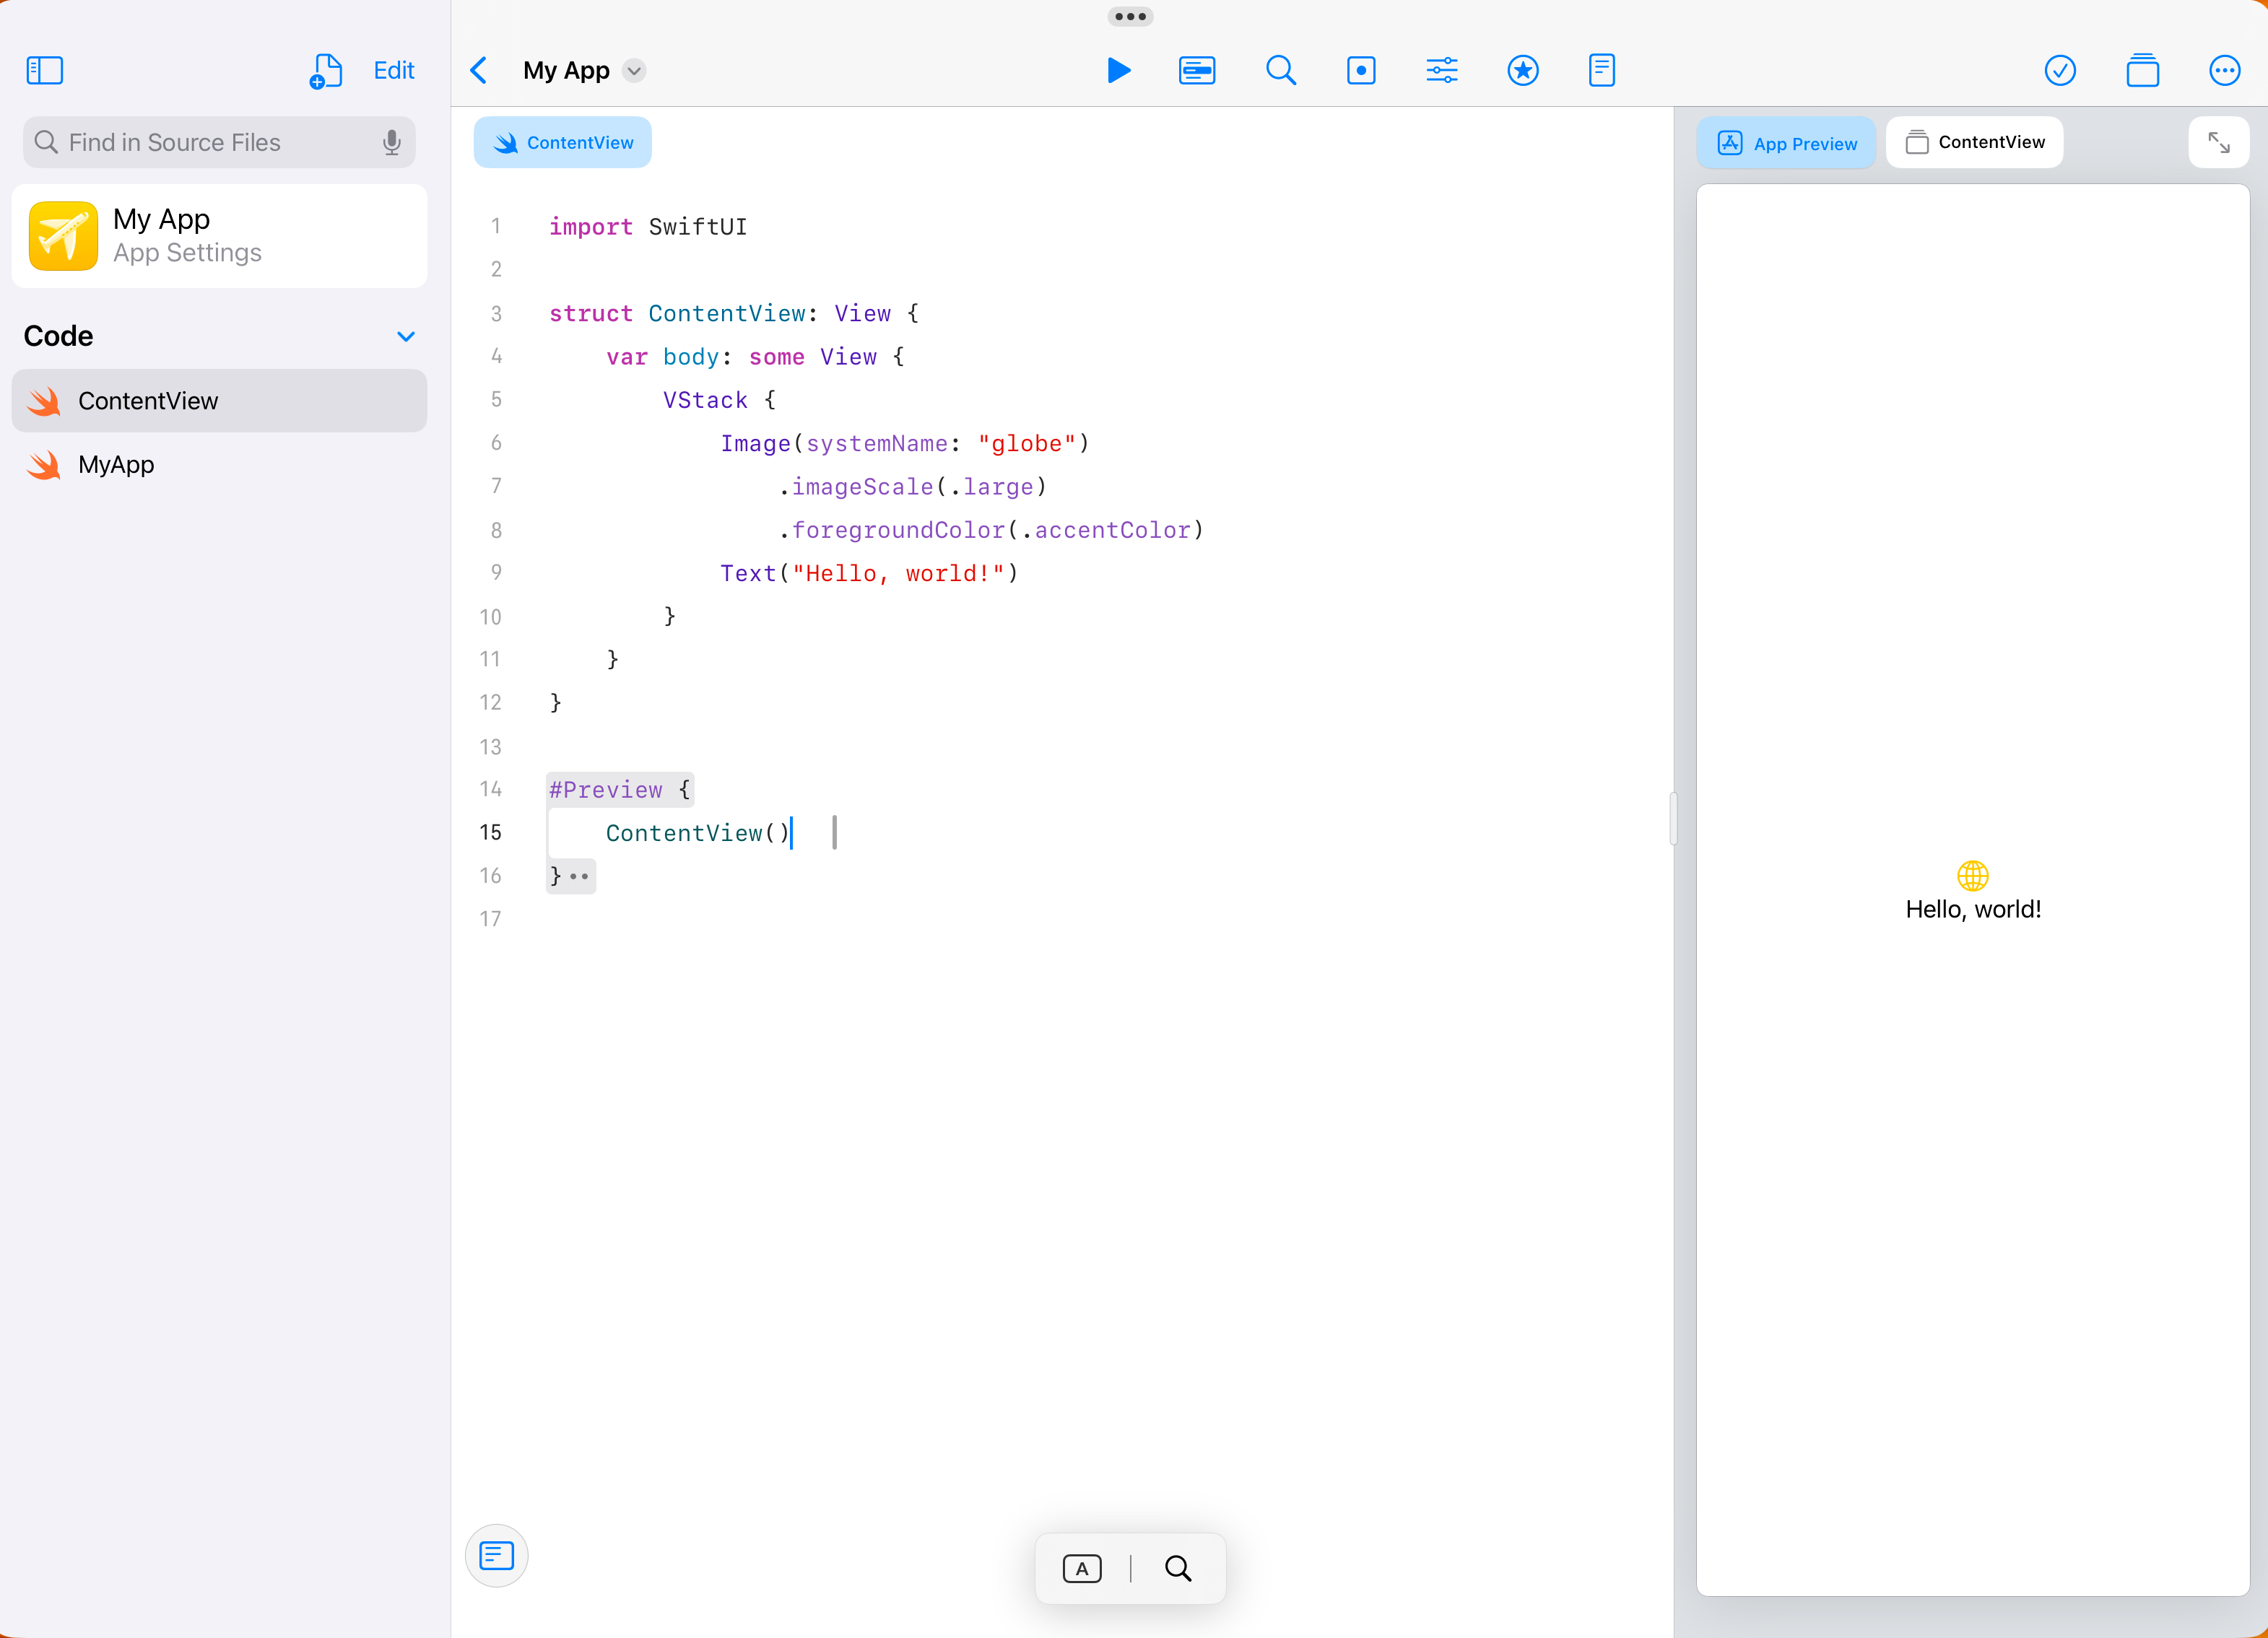 Edit
My App
Find in Source Files
My App
App Settings
Code
ContentView
MyApp
ContentView
1 import SwiftUI
2
3 struct ContentView: View {
4     var body: some View {
5         VStack {
6             Image(systemName: "globe")
7                 .imageScale(.large)
8                 .foregroundColor(.accentColor)
9             Text("Hello, world!")
10         }
11     }
12 }
13
14 #Preview {
15     ContentView()
16 }
17
A
App Preview
ContentView
Hello, world!